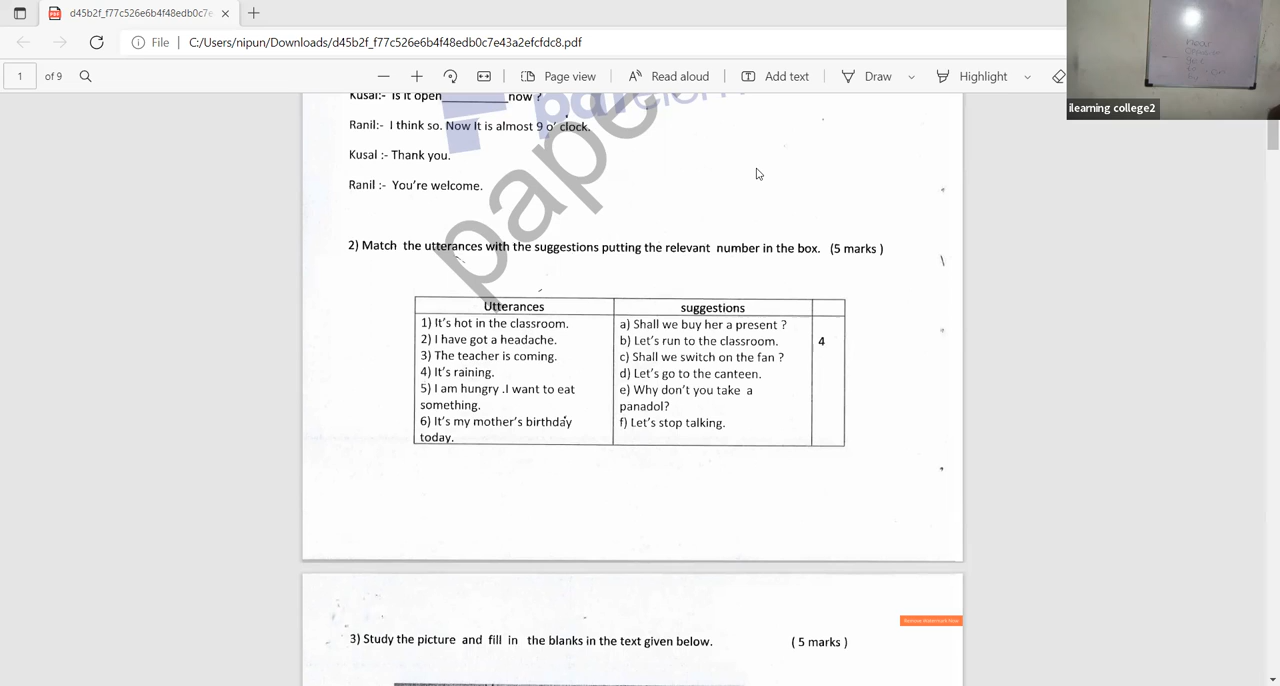 d45b2f_f77c526e6b4f48edb0c7e
File
C:/Users/nipun/Downloads/d45b2f_f77c526e6b4f48edb0c7e43a2efcfdc8.pdf
1 of 9
Page view
Read aloud
Add text
Draw
Highlight
ilearning college2
Kusal:- Is it open_________now ?
Ranil:- I think so. Now It is almost 9 o' clock.
Kusal :- Thank you.
Ranil :- You're welcome.
2) Match the utterances with the suggestions putting the relevant number in the box. (5 marks )
Utterances
1) It's hot in the classroom.
2) I have got a headache.
3) The teacher is coming.
4) It's raining.
5) I am hungry .I want to eat
something.
6) It's my mother's birthday
today.
suggestions
a) Shall we buy her a present ?
b) Let's run to the classroom.
c) Shall we switch on the fan ?
d) Let's go to the canteen.
e) Why don't you take a
panadol?
f) Let's stop talking.
4
3) Study the picture and fill in the blanks in the text given below. ( 5 marks )